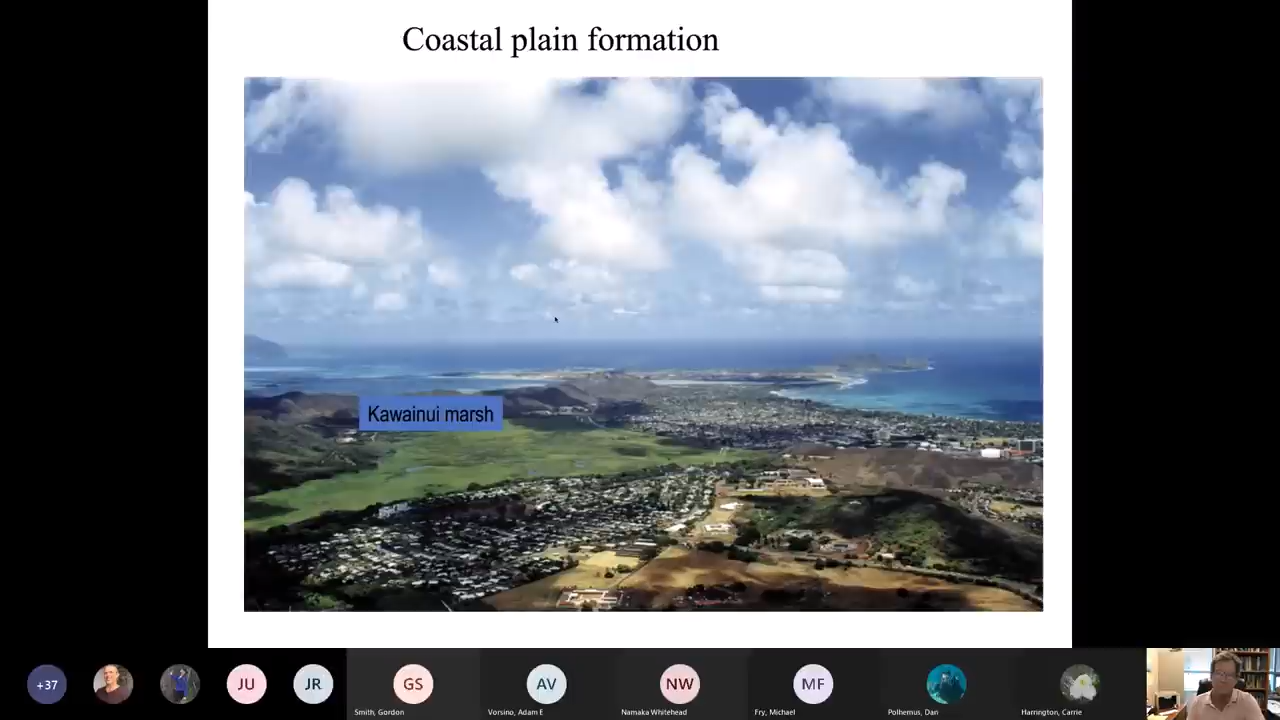 Coastal plain formation
Kawainui marsh
+37
JU
JR
GS
AV
NW
MF
Smith, Gordon
Vorsino, Adam E
Namaka Whitehead
Fry, Michael
Polhemus, Dan
Harrington, Carrie